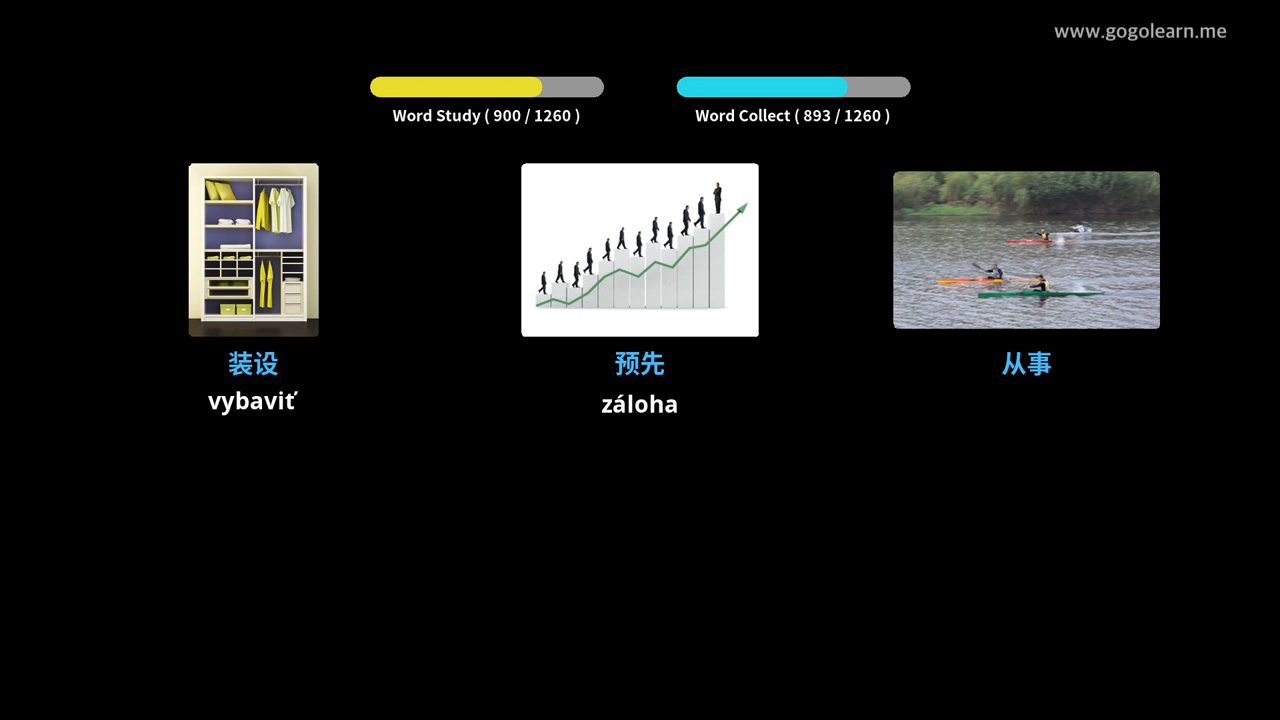 www.gogolearn.me
Word Study ( 900 / 1260 )
Word Collect ( 893 / 1260 )
装设
预先
从事
vybaviť
záloha